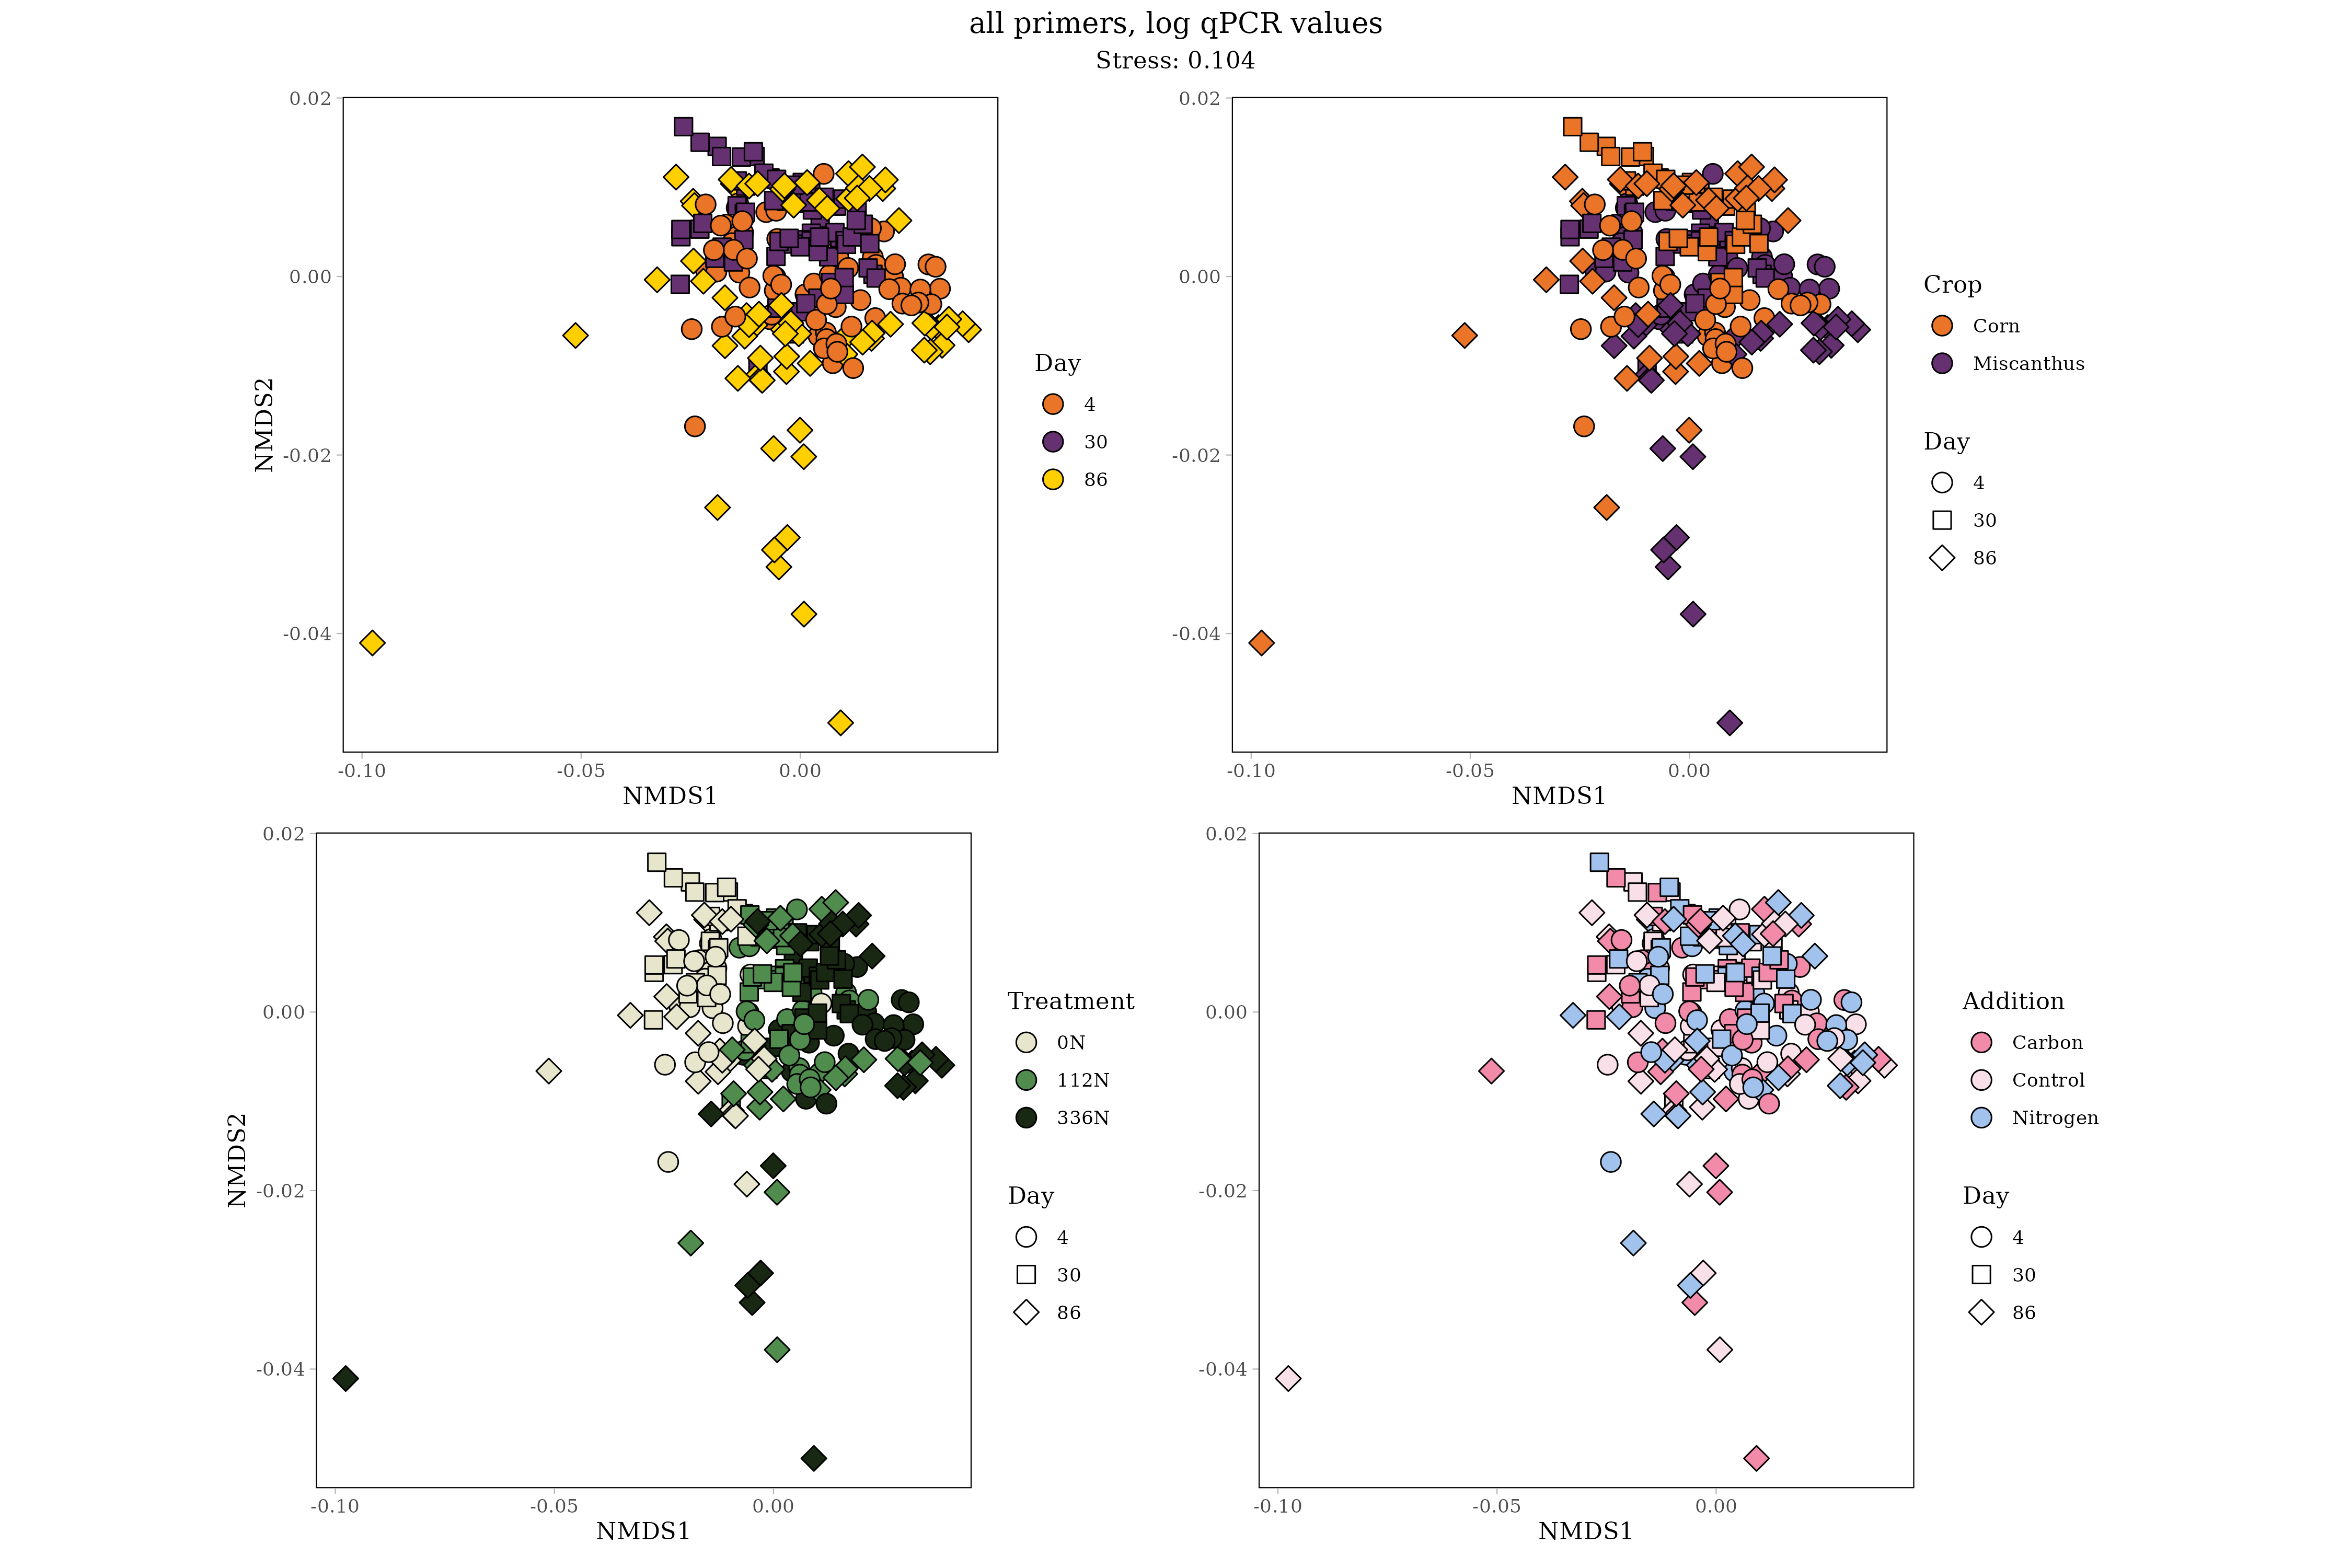 all primers, log qPCR values
Stress: 0.104
0.02
0.00
-0.02
-0.04
NMDS2
-0.10
-0.05
0.00
NMDS1
Day
4
30
86
0.02
0.00
-0.02
-0.04
-0.10
-0.05
0.00
NMDS1
Crop
Corn
Miscanthus
Day
4
30
86
0.02
0.00
-0.02
-0.04
NMDS2
-0.10
-0.05
0.00
NMDS1
Treatment
0N
112N
336N
Day
4
30
86
0.02
0.00
-0.02
-0.04
-0.10
-0.05
0.00
NMDS1
Addition
Carbon
Control
Nitrogen
Day
4
30
86